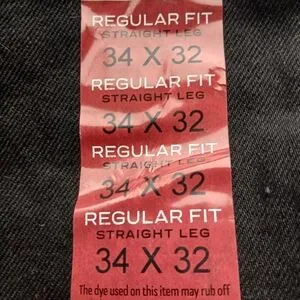 REGULAR FIT
STRAIGHT LEG
34 X 32
REGULAR FIT
STRAIGHT LEG
34 X 32
REGULAR FIT
STRAIGHT LEG
34 X 32
REGULAR FIT
STRAIGHT LEG
34 X 32
The dye used on this item may rub off